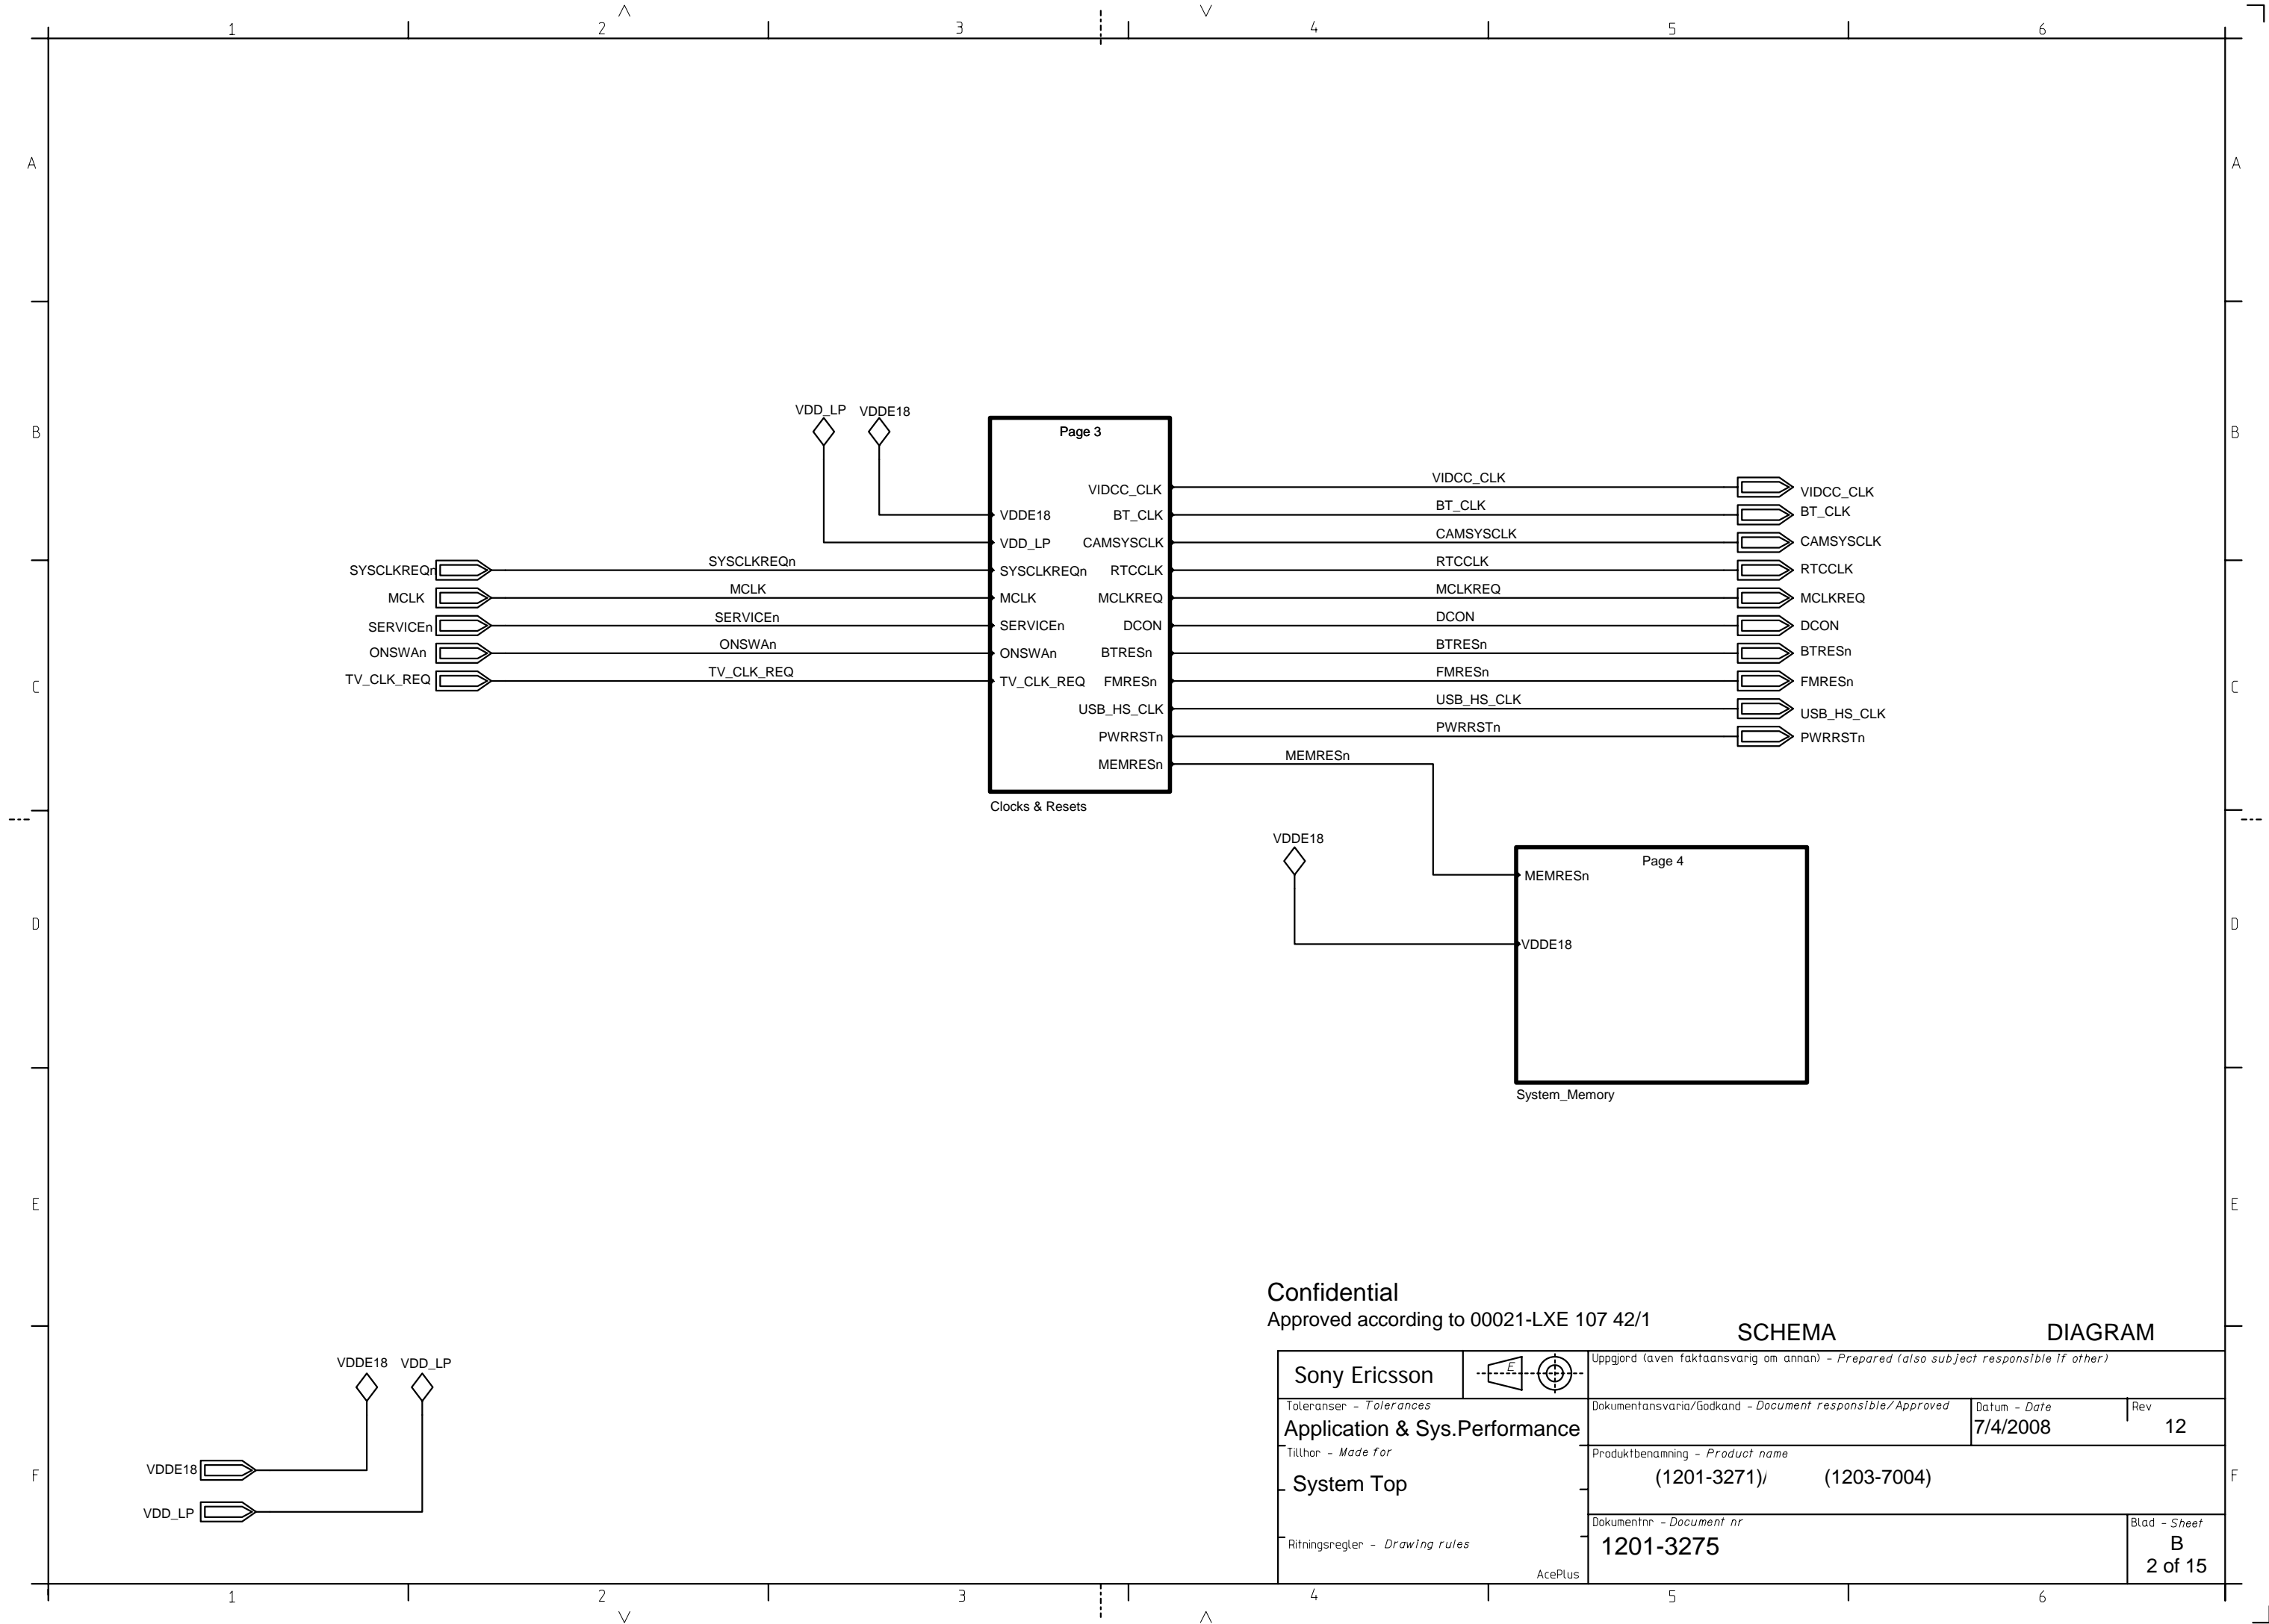 1 2 3 4 5 6
A A
B B
C C
D D
E E
F F
VDD_LP VDDE18
Page 3
VIDCC_CLK VIDCC_CLK VIDCC_CLK
VDDE18 BT_CLK BT_CLK BT_CLK
VDD_LP CAMSYSCLK CAMSYSCLK CAMSYSCLK
SYSCLKREQn SYSCLKREQn SYSCLKREQn RTCCLK RTCCLK RTCCLK
MCLK MCLK MCLK MCLKREQ MCLKREQ MCLKREQ
SERVICEn SERVICEn SERVICEn DCON DCON DCON
ONSWAn ONSWAn ONSWAn BTRESn BTRESn BTRESn
TV_CLK_REQ TV_CLK_REQ TV_CLK_REQ FMRESn FMRESn FMRESn
USB_HS_CLK USB_HS_CLK USB_HS_CLK
PWRRSTn PWRRSTn PWRRSTn
MEMRESn MEMRESn
Clocks & Resets
VDDE18
Page 4
MEMRESn
VDDE18
System_Memory
VDDE18 VDD_LP
VDDE18
VDD_LP
Confidential
Approved according to 00021-LXE 107 42/1
SCHEMA DIAGRAM
Sony Ericsson
E
Uppgjord (aven faktaansvarig om annan) - Prepared (also subject responsible if other)
Toleranser - Tolerances
Application & Sys.Performance
Dokumentansvaria/Godkand - Document responsible/Approved
Datum - Date
7/4/2008
Rev
12
Tillhor - Made for
System Top
Produktbenamning - Product name
(1201-3271)/ (1203-7004)
Ritningsregler - Drawing rules
AcePlus
Dokumentnr - Document nr
1201-3275
Blad - Sheet
B
2 of 15
1 2 3 4 5 6